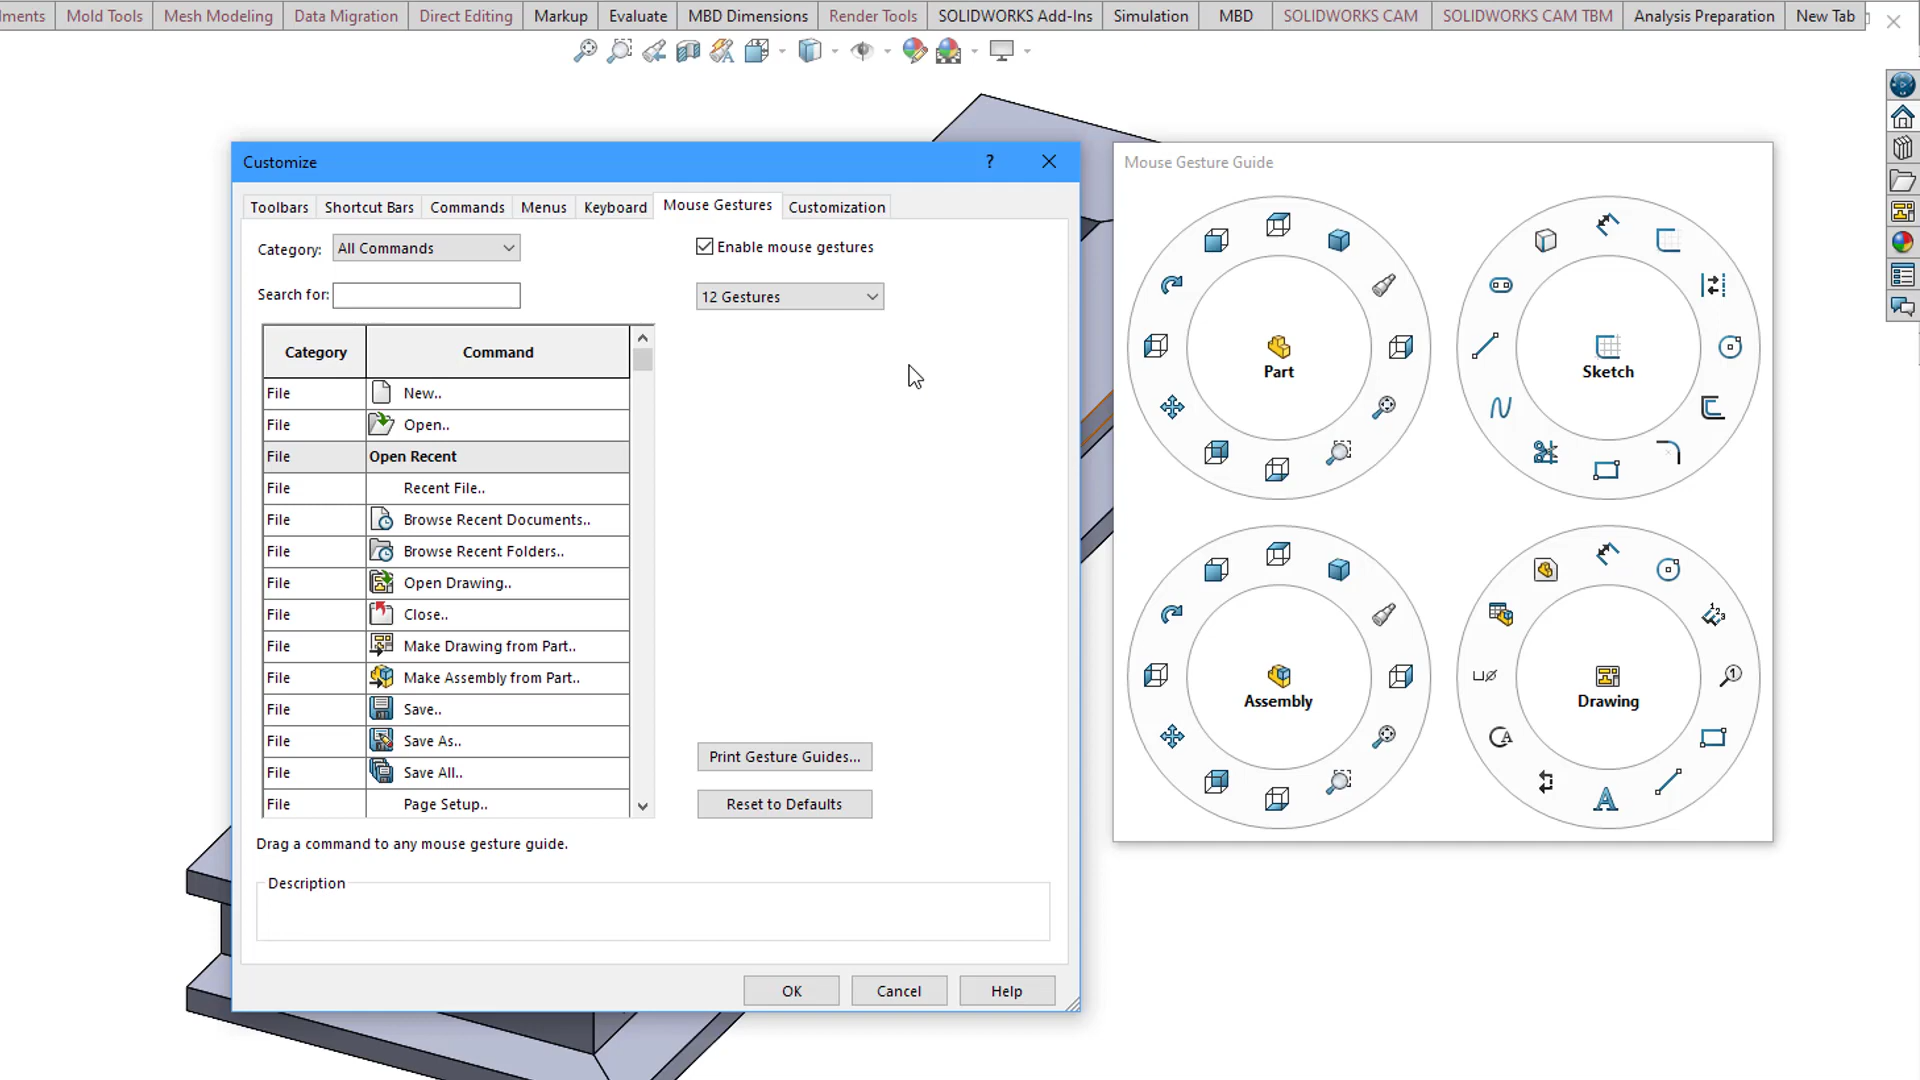 ments Mold Tools Mesh Modeling Data Migration Direct Editing Markup Evaluate MBD Dimensions Render Tools SOLIDWORKS Add-Ins Simulation MBD SOLIDWORKS CAM SOLIDWORKS CAM TBM Analysis Preparation New Tab
Customize
?
Toolbars Shortcut Bars Commands Menus Keyboard Mouse Gestures Customization
Category: All Commands
Enable mouse gestures
Search for:
12 Gestures
Category Command
File New..
File Open..
File Open Recent
File Recent File..
File Browse Recent Documents..
File Browse Recent Folders..
File Open Drawing..
File Close..
File Make Drawing from Part..
File Make Assembly from Part..
File Save..
File Save As..
File Save All..
File Page Setup..
Print Gesture Guides...
Reset to Defaults
Drag a command to any mouse gesture guide.
Description
OK Cancel Help
Mouse Gesture Guide
Part
Sketch
Assembly
Drawing